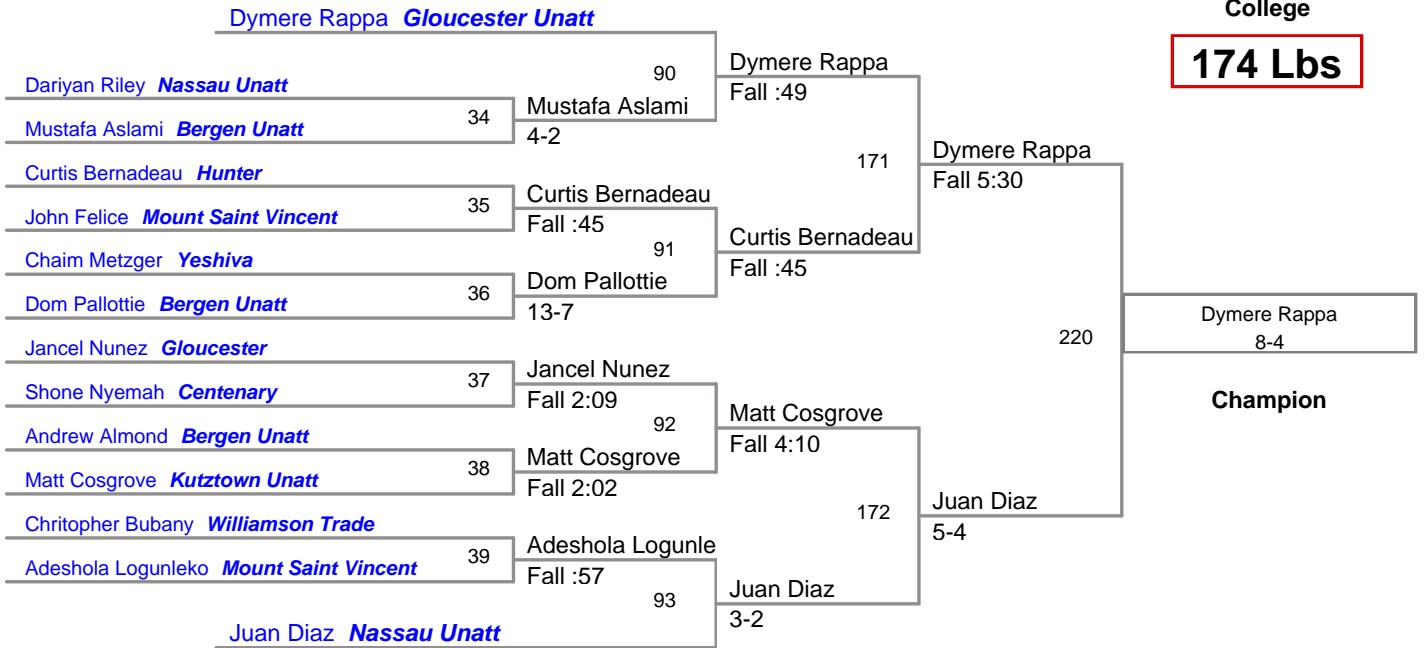 College
174 Lbs
Dymere Rappa Gloucester Unatt
Dariyan Riley Nassau Unatt
Mustafa Aslami Bergen Unatt
Curtis Bernadeau Hunter
John Felice Mount Saint Vincent
Chaim Metzger Yeshiva
Dom Pallottie Bergen Unatt
Jancel Nunez Gloucester
Shone Nyemah Centenary
Andrew Almond Bergen Unatt
Matt Cosgrove Kutztown Unatt
Chritopher Bubany Williamson Trade
Adeshola Logunleko Mount Saint Vincent
Juan Diaz Nassau Unatt
34
35
36
37
38
39
Mustafa Aslami
4-2
Curtis Bernadeau
Fall :45
Dom Pallottie
13-7
Jancel Nunez
Fall 2:09
Matt Cosgrove
Fall 2:02
Adeshola Logunle
Fall :57
90
91
92
93
Dymere Rappa
Fall :49
Curtis Bernadeau
Fall :45
Matt Cosgrove
Fall 4:10
Juan Diaz
3-2
171
172
Dymere Rappa
Fall 5:30
Juan Diaz
5-4
220
Dymere Rappa
8-4
Champion